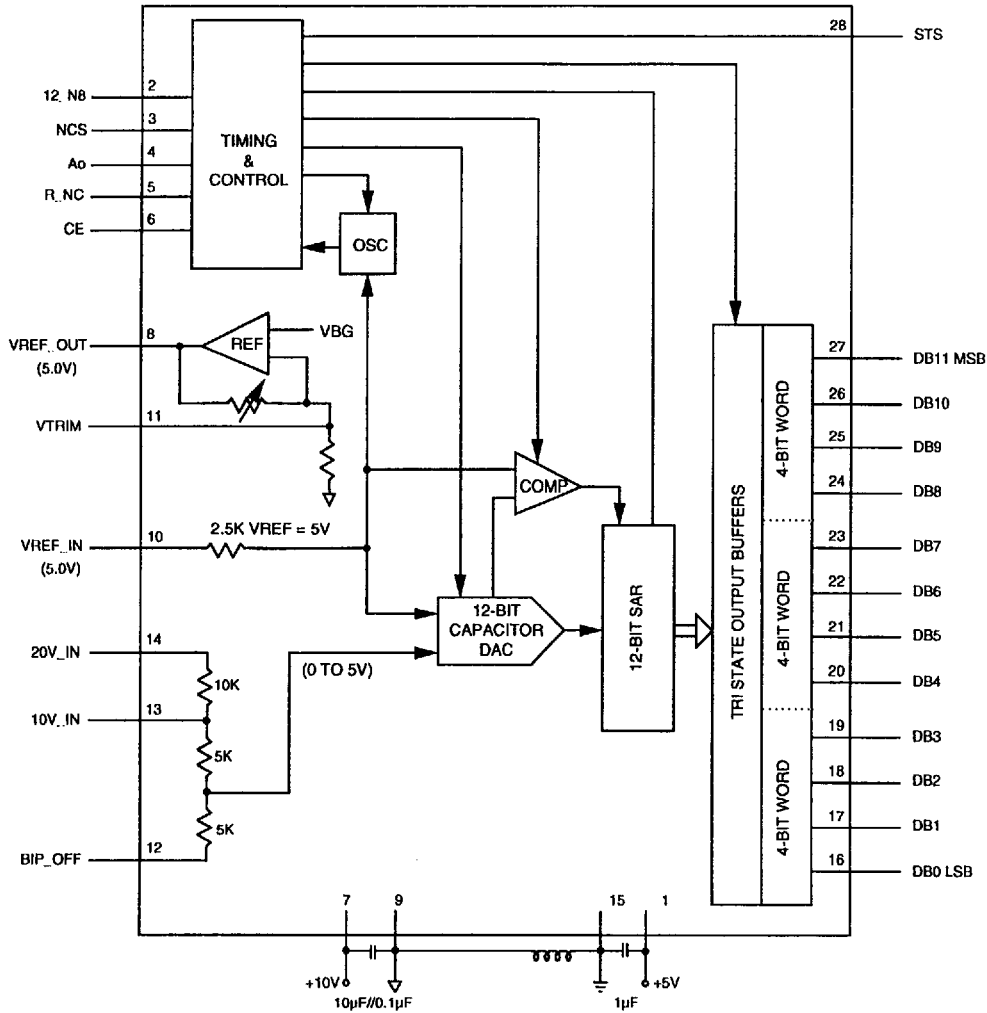 28 STS
2 12_N8
3 NCS
4 Ao
5 R_NC
6 CE
TIMING
&
CONTROL
OSC
8 VREF_OUT
(5.0V)
REF
VBG
11 VTRIM
10 VREF_IN
(5.0V)
2.5K VREF = 5V
COMP
14 20V_IN
10K
13 10V_IN
5K
5K
12 BIP_OFF
(0 TO 5V)
12-BIT
CAPACITOR
DAC
12-BIT SAR
TRI STATE OUTPUT BUFFERS
4-BIT WORD
4-BIT WORD
4-BIT WORD
27 DB11 MSB
26 DB10
25 DB9
24 DB8
23 DB7
22 DB6
21 DB5
20 DB4
19 DB3
18 DB2
17 DB1
16 DB0 LSB
7 9 15 1
+10V +5V
10µF//0.1µF 1µF